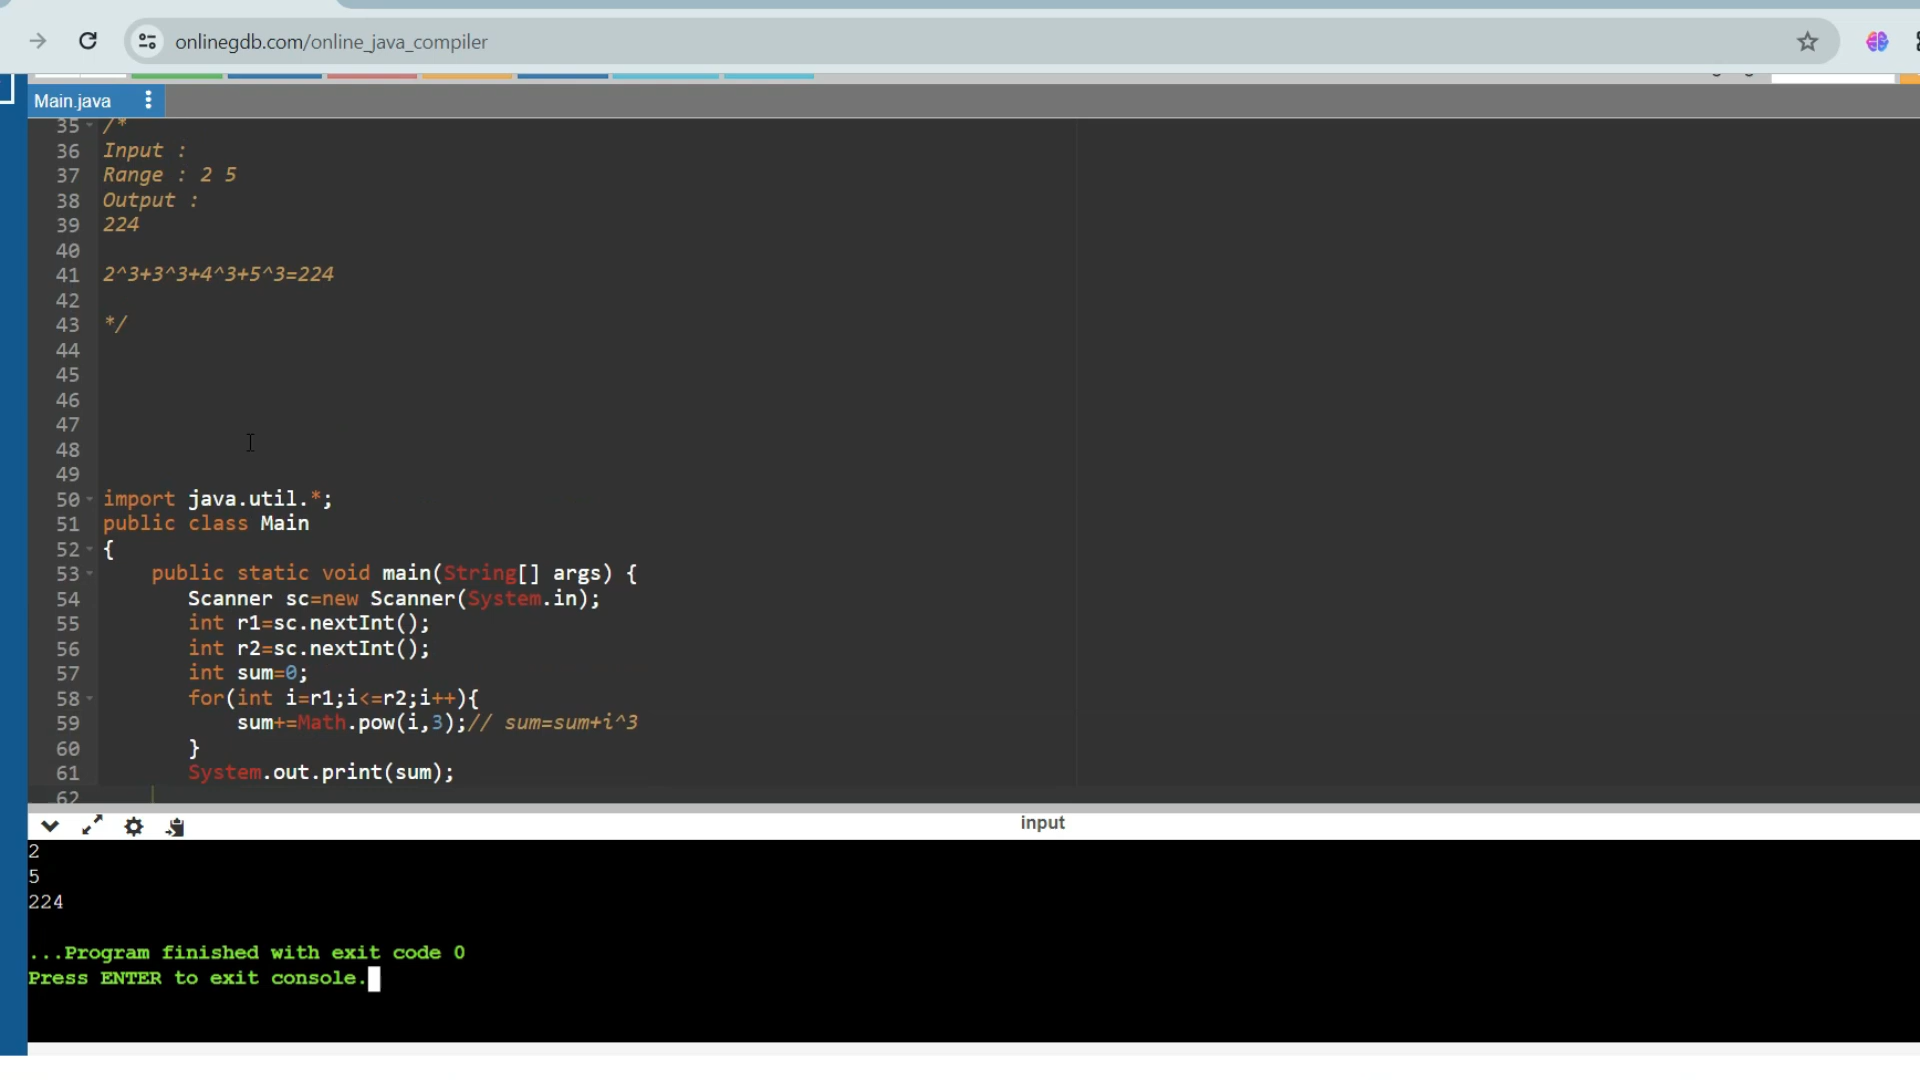 onlinegdb.com/online_java_compiler
Main.java
35 /*
36 Input :
37 Range : 2 5
38 Output :
39 224
40
41 2^3+3^3+4^3+5^3=224
42
43 */
44
45
46
47
48
49
50 import java.util.*;
51 public class Main
52 {
53 public static void main(String[] args) {
54 Scanner sc=new Scanner(System.in);
55 int r1=sc.nextInt();
56 int r2=sc.nextInt();
57 int sum=0;
58 for(int i=r1;i<=r2;i++){
59 sum+=Math.pow(i,3);// sum=sum+i^3
60 }
61 System.out.print(sum);
62
input
2
5
224
...Program finished with exit code 0
Press ENTER to exit console.